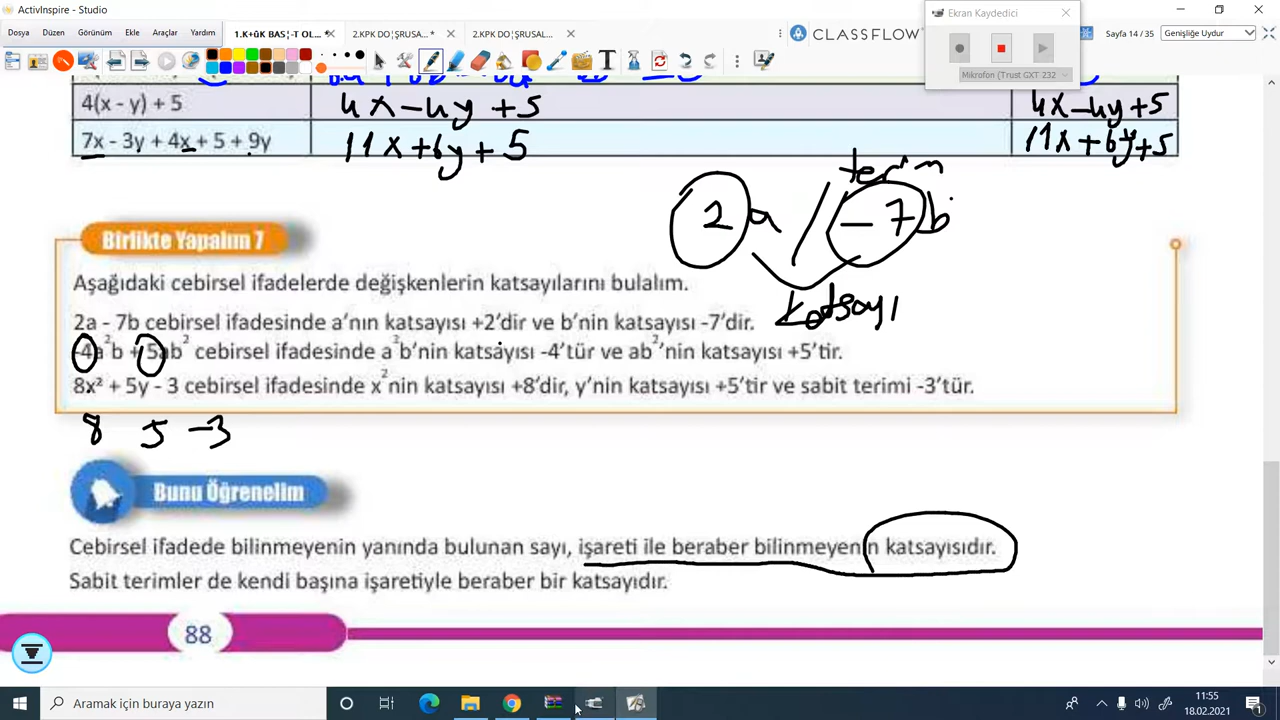 ActivInspire - Studio
Ekran Kaydedici
Dosya Düzen Görünüm Ekle Araçlar Yardım
1.K+ğK BAS¦-T OL... *
2.KPK DO¦ŞRUSA... *
2.KPK DO¦ŞRUSAL...
CLASSFLOW
Sayfa 14 / 35
Genişliğe Uydur
Mikrofon (Trust GXT 232
4(x - y) + 5
4x-4y+5
4x-4y+5
7x - 3y + 4x + 5 + 9y
11x+6y+5
11x+6y+5
terim
2a -7b
katsayı
Birlikte Yapalım 7
Aşağıdaki cebirsel ifadelerde değişkenlerin katsayılarını bulalım.
2a - 7b cebirsel ifadesinde a'nın katsayısı +2'dir ve b'nin katsayısı -7'dir.
-4a²b + 5ab² cebirsel ifadesinde a²b'nin katsayısı -4'tür ve ab²'nin katsayısı +5'tir.
8x² + 5y - 3 cebirsel ifadesinde x²nin katsayısı +8'dir, y'nin katsayısı +5'tir ve sabit terimi -3'tür.
8 5 -3
Bunu Öğrenelim
Cebirsel ifadede bilinmeyenin yanında bulunan sayı, işareti ile beraber bilinmeyenin katsayısıdır.
Sabit terimler de kendi başına işaretiyle beraber bir katsayıdır.
88
Aramak için buraya yazın
11:55
18.02.2021